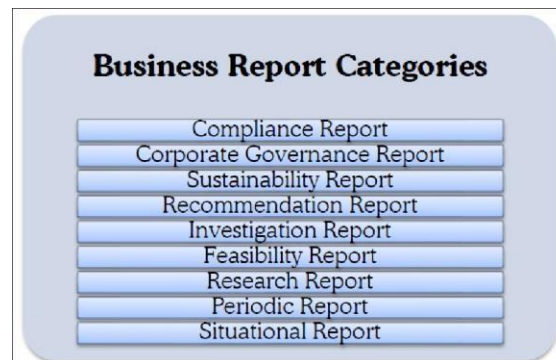 Business Report Categories
Compliance Report
Corporate Governance Report
Sustainability Report
Recommendation Report
Investigation Report
Feasibility Report
Research Report
Periodic Report
Situational Report